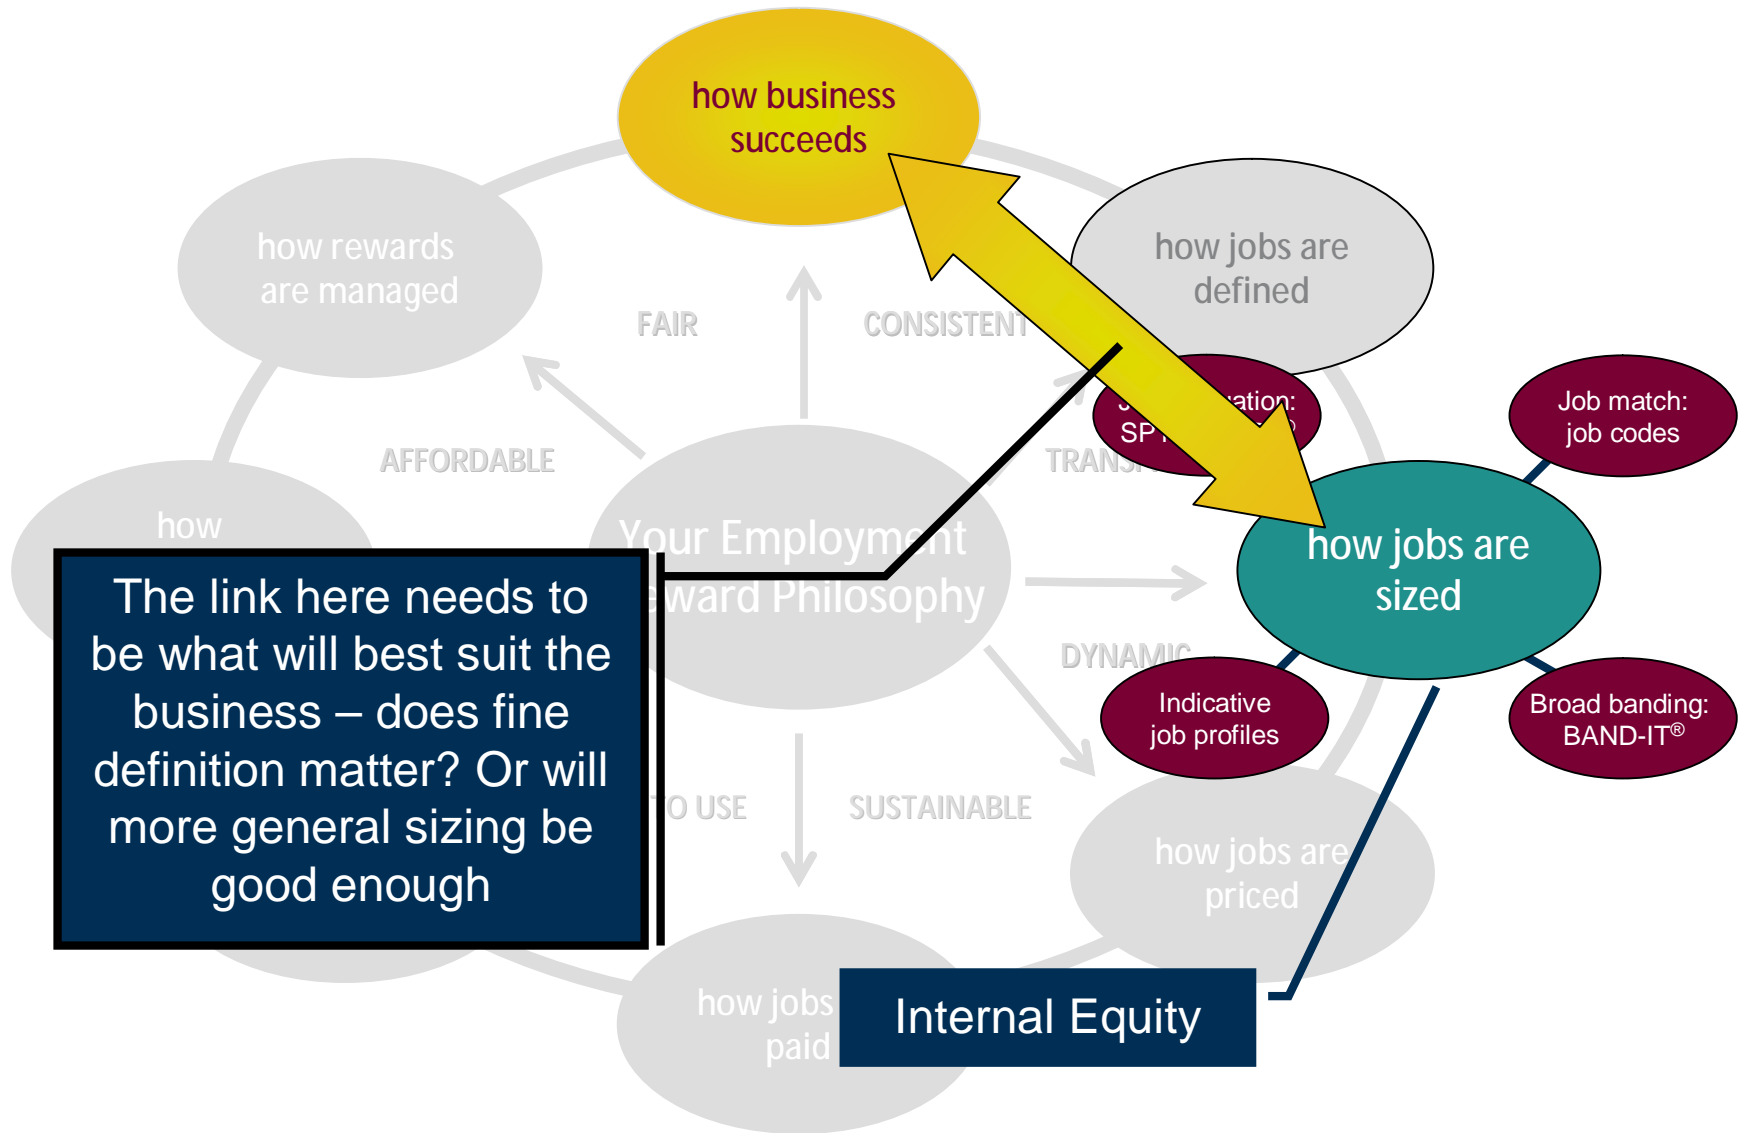 how business
succeeds
how rewards
are managed
how jobs are
defined
FAIR
CONSISTENT
Job match:
job codes
AFFORDABLE
how
Your Employment
Philosophy
how jobs are
sized
The link here needs to
be what will best suit the
business – does fine
definition matter? Or will
more general sizing be
good enough
Indicative
job profiles
Broad banding:
BAND-IT®
TO USE
SUSTAINABLE
how jobs are
priced
how jobs
paid
Internal Equity